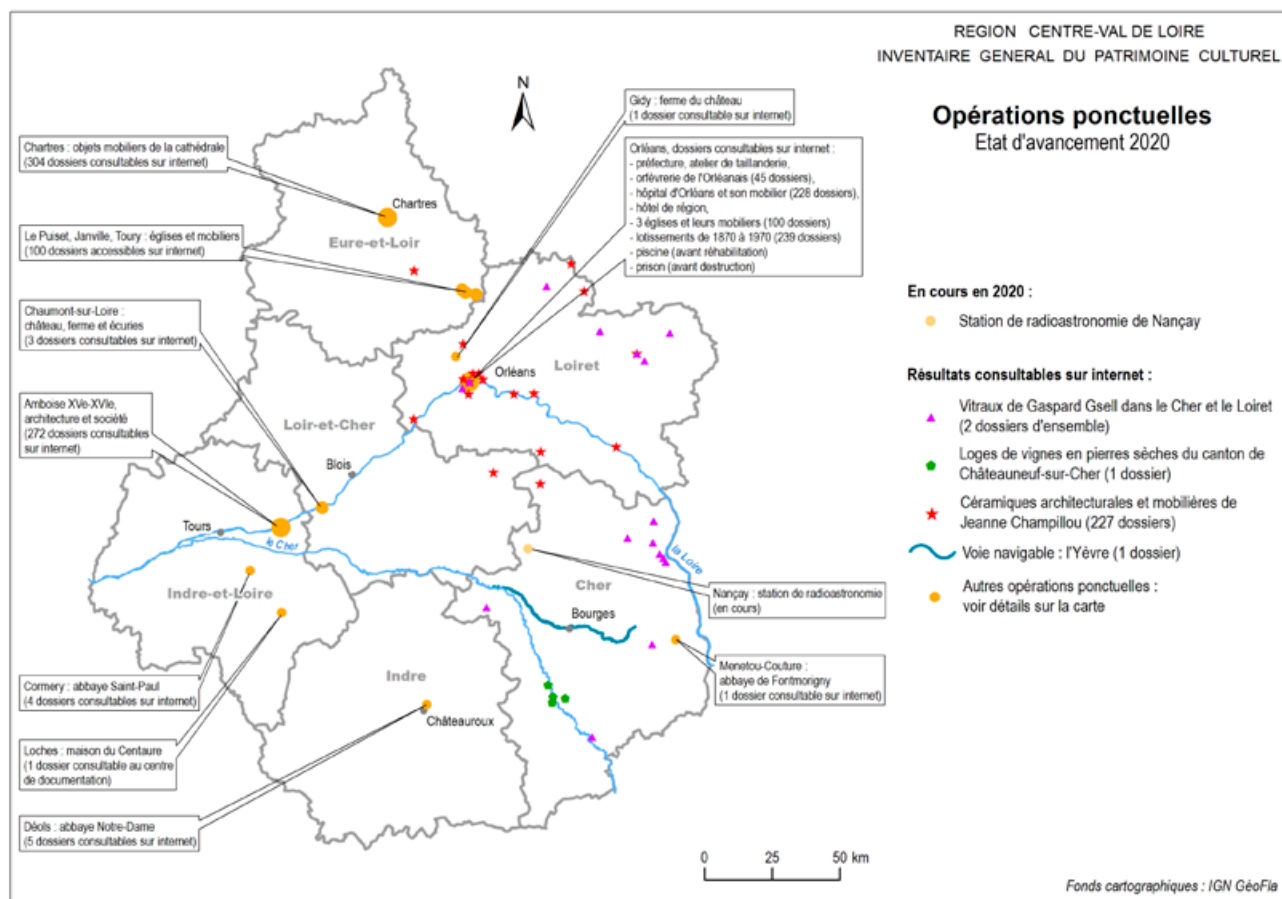 REGION CENTRE-VAL DE LOIRE
INVENTAIRE GENERAL DU PATRIMOINE CULTUREL
Opérations ponctuelles
Etat d'avancement 2020
N
Gidy : ferme du château
(1 dossier consultable sur internet)
Chartres : objets mobiliers de la cathédrale
(304 dossiers consultables sur internet)
Orléans, dossiers consultables sur internet :
- préfecture, atelier de taillanderie,
- orfèvrerie de l'Orléanais (45 dossiers),
- hôpital d'Orléans et son mobilier (228 dossiers),
- hôtel de région,
- 3 églises et leurs mobiliers (100 dossiers)
- lotissements de 1870 à 1970 (239 dossiers)
- piscine (avant réhabilitation)
- prison (avant destruction)
Chartres
Le Puiset, Janville, Toury : églises et mobiliers
(100 dossiers accessibles sur internet)
Eure-et-Loir
Chaumont-sur-Loire :
château, ferme et écuries
(3 dossiers consultables sur internet)
Loiret
Orléans
Amboise XVe-XVIe,
architecture et société
(272 dossiers consultables
sur internet)
Loir-et-Cher
Blois
Tours
le Cher
la Loire
Indre-et-Loire
Cher
Nançay : station de radioastronomie
(en cours)
Bourges
Menetou-Couture :
abbaye de Fontmorigny
(1 dossier consultable sur internet)
Indre
Cormery : abbaye Saint-Paul
(4 dossiers consultables sur internet)
Châteauroux
Loches : maison du Centaure
(1 dossier consultable au centre
de documentation)
Déols : abbaye Notre-Dame
(5 dossiers consultables sur internet)
En cours en 2020 :
Station de radioastronomie de Nançay
Résultats consultables sur internet :
Vitraux de Gaspard Gsell dans le Cher et le Loiret
(2 dossiers d'ensemble)
Loges de vignes en pierres sèches du canton de
Châteauneuf-sur-Cher (1 dossier)
Céramiques architecturales et mobilières de
Jeanne Champillou (227 dossiers)
Voie navigable : l'Yèvre (1 dossier)
Autres opérations ponctuelles :
voir détails sur la carte
0 25 50 km
Fonds cartographiques : IGN GéoFla